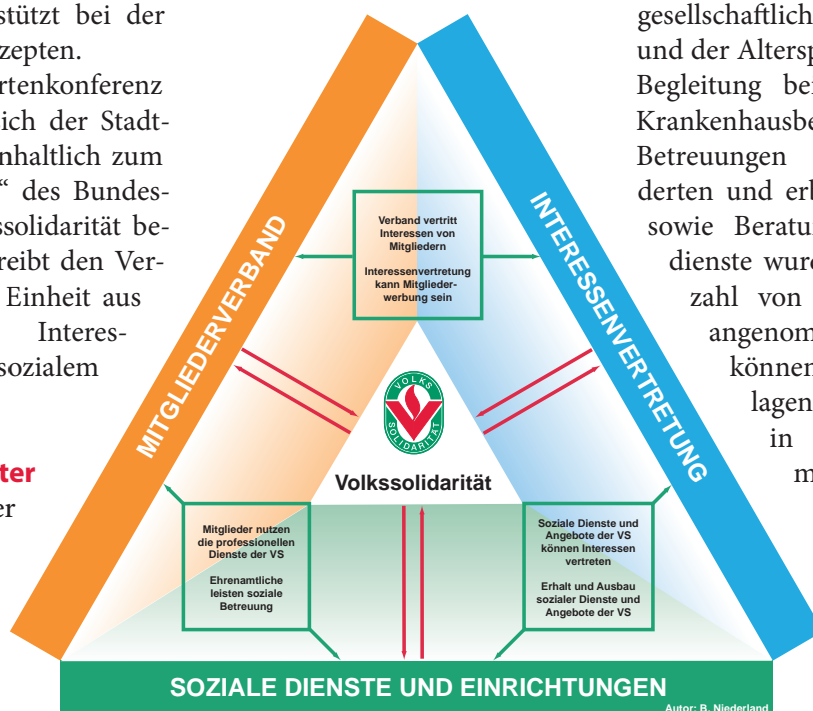 stützt bei der
zepten.
rtenkonferenz
ich der Stadt-
nhaltlich zum
“ des Bundes-
ssolidarität be-
reibt den Ver-
Einheit aus
Interes-
sozialem
ter
er
gesellschaftlich
und der Altersp
Begleitung bei
Krankenhausbe
Betreuungen
derten und erb
sowie Beratu
dienste wurd
zahl von
angenom
können
lagen
in
m
MITGLIEDERVERBAND
INTERESSENVERTRETUNG
Verband vertritt
Interessen von
Mitgliedern
Interessenvertretung
kann Mitglieder-
werbung sein
VOLKS
SOLIDARITÄT
Volkssolidarität
Mitglieder nutzen
die professionellen
Dienste der VS
Ehrenamtliche
leisten soziale
Betreuung
Soziale Dienste und
Angebote der VS
können Interessen
vertreten
Erhalt und Ausbau
sozialer Dienste und
Angebote der VS
SOZIALE DIENSTE UND EINRICHTUNGEN
Autor: B. Niederland